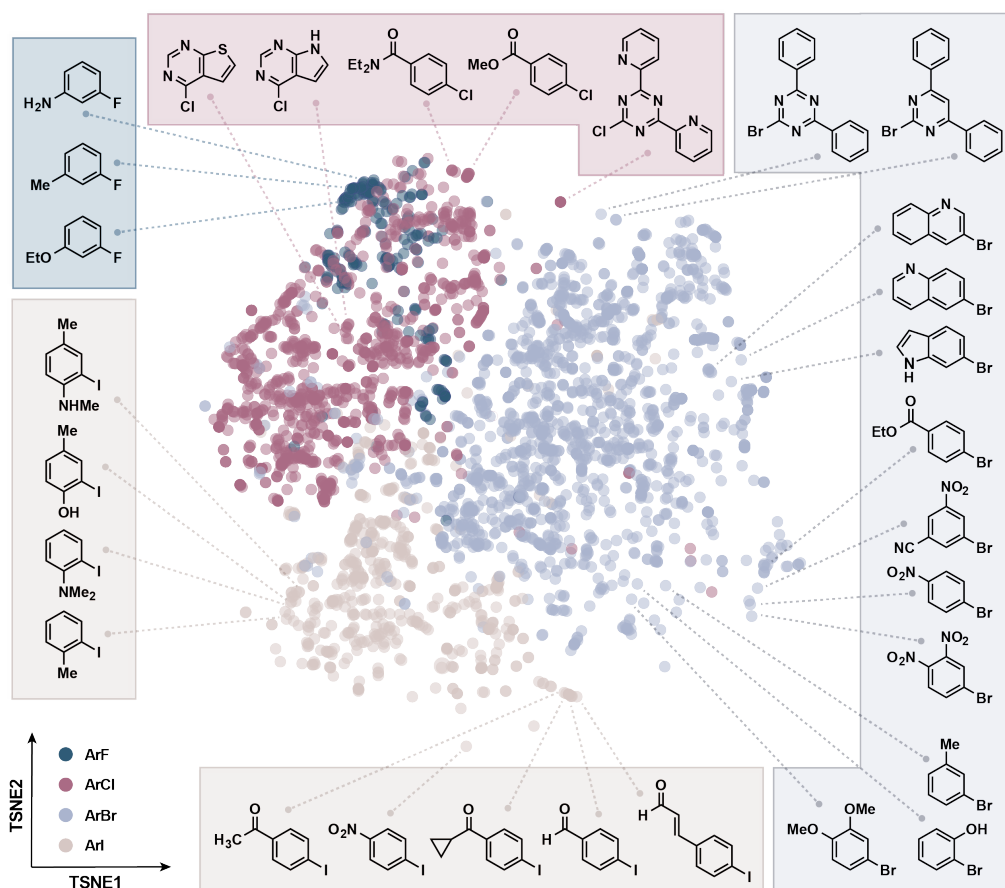 H₂N
F
Me
F
EtO
F
N
S
N
Cl
H
N
N
N
Cl
O
Et₂N
Cl
O
MeO
Cl
N
N
N
N
N
Cl
N
N
N
Br
N
N
Br
N
N
Br
N
Br
N
H
Br
O
EtO
Br
NO₂
NC
Br
O₂N
Br
NO₂
O₂N
Br
Me
Br
OH
Br
OMe
MeO
Br
Me
I
NHMe
Me
I
OH
I
NMe₂
I
Me
O
H₃C
I
O₂N
I
O
I
O
H
I
O
H
I
ArF
ArCl
ArBr
ArI
TSNE2
TSNE1